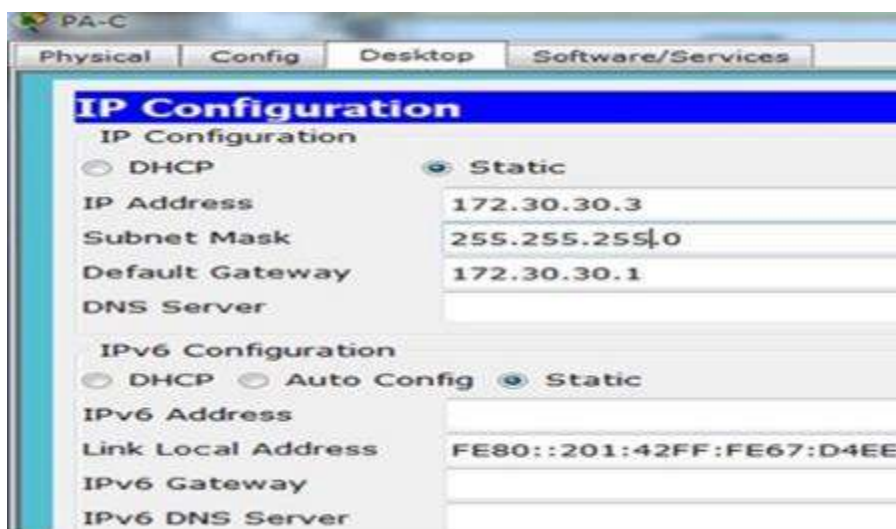 PA-C
Physical Config Desktop Software/Services
IP Configuration
IP Configuration
DHCP Static
IP Address 172.30.30.3
Subnet Mask 255.255.255.0
Default Gateway 172.30.30.1
DNS Server
IPv6 Configuration
DHCP Auto Config Static
IPv6 Address
Link Local Address FE80::201:42FF:FE67:D4EE
IPv6 Gateway
IPv6 DNS Server